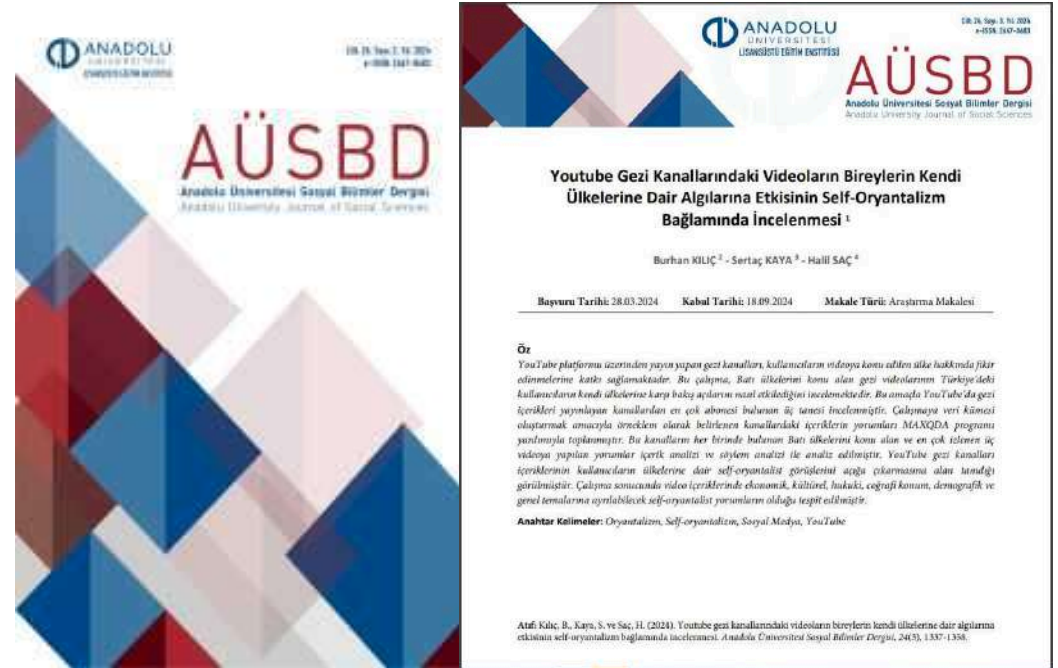 ANADOLU
ÜNİVERSİTESİ
LİSANSÜSTÜ EĞİTİM ENSTİTÜSÜ
AÜSBD
Anadolu Üniversitesi Sosyal Bilimler Dergisi
Anadolu University Journal of Social Sciences
ANADOLU
ÜNİVERSİTESİ
LİSANSÜSTÜ EĞİTİM ENSTİTÜSÜ
AÜSBD
Anadolu Üniversitesi Sosyal Bilimler Dergisi
Anadolu University Journal of Social Sciences
Youtube Gezi Kanallarındaki Videoların Bireylerin Kendi
Ülkelerine Dair Algılarına Etkisinin Self-Oryantalizm
Bağlamında İncelenmesi ¹
Burhan KILIÇ ² - Sertaç KAYA ³ - Halil SAÇ ⁴
Başvuru Tarihi: 28.03.2024 Kabul Tarihi: 18.09.2024 Makale Türü: Araştırma Makalesi
Öz
YouTube platformu üzerinden yayın yapan gezi kanalları, kullanıcıların videoya konu edilen ülke hakkında fikir
edinmelerine katkı sağlamaktadır. Bu çalışma, Batı ülkelerini konu alan gezi videolarının Türkiye'deki
kullanıcıların kendi ülkelerine karşı bakış açılarını nasıl etkilediğini incelemektedir. Bu amaçla YouTube'da gezi
içerikleri yayınlayan kanallardan en çok abonesi bulunan üç tanesi incelenmiştir. Çalışmaya veri kümesi
oluşturmak amacıyla örneklem olarak belirlenen kanallardaki içeriklerin yorumları MAXQDA programı
yardımıyla toplanmıştır. Bu kanalların her birinde bulunan Batı ülkelerini konu alan ve en çok izlenen üç
videoya yapılan yorumlar içerik analizi ve söylem analizi ile analiz edilmiştir. YouTube gezi kanalları
içeriklerinin kullanıcıların ülkelerine dair self-oryantalist görüşlerini açığa çıkarmasına alan tanıdığı
görülmüştür. Çalışma sonucunda video içeriklerinde ekonomik, kültürel, hukuki, coğrafi konum, demografik ve
genel temalarına ayrılabilecek self-oryantalist yorumların olduğu tespit edilmiştir.
Anahtar Kelimeler: Oryantalizm, Self-oryantalizm, Sosyal Medya, YouTube
Atıf: Kılıç, B., Kaya, S. ve Saç, H. (2024). Youtube gezi kanallarındaki videoların bireylerin kendi ülkelerine dair algılarına
etkisinin self-oryantalizm bağlamında incelenmesi. Anadolu Üniversitesi Sosyal Bilimler Dergisi, 24(3), 1337-1358.